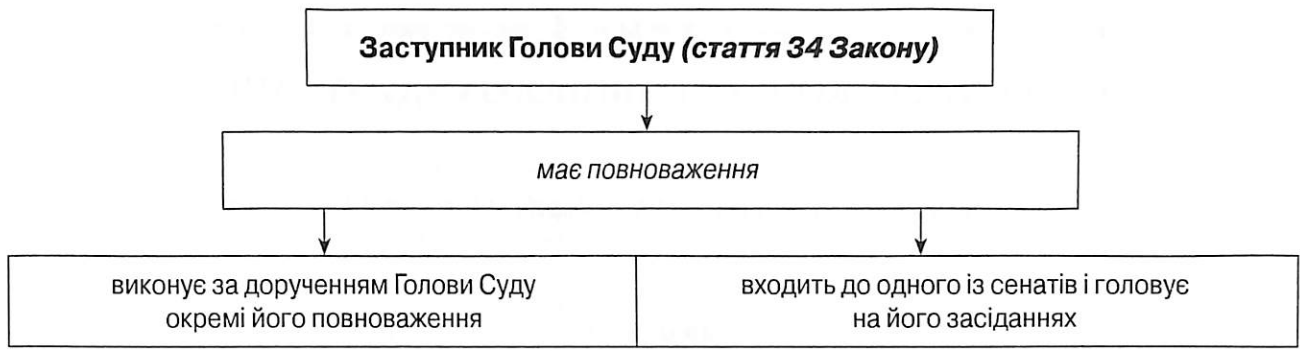 Заступник Голови Суду (стаття 34 Закону)
має повноваження
виконує за дорученням Голови Суду
окремі його повноваження
входить до одного із сенатів і головує
на його засіданнях